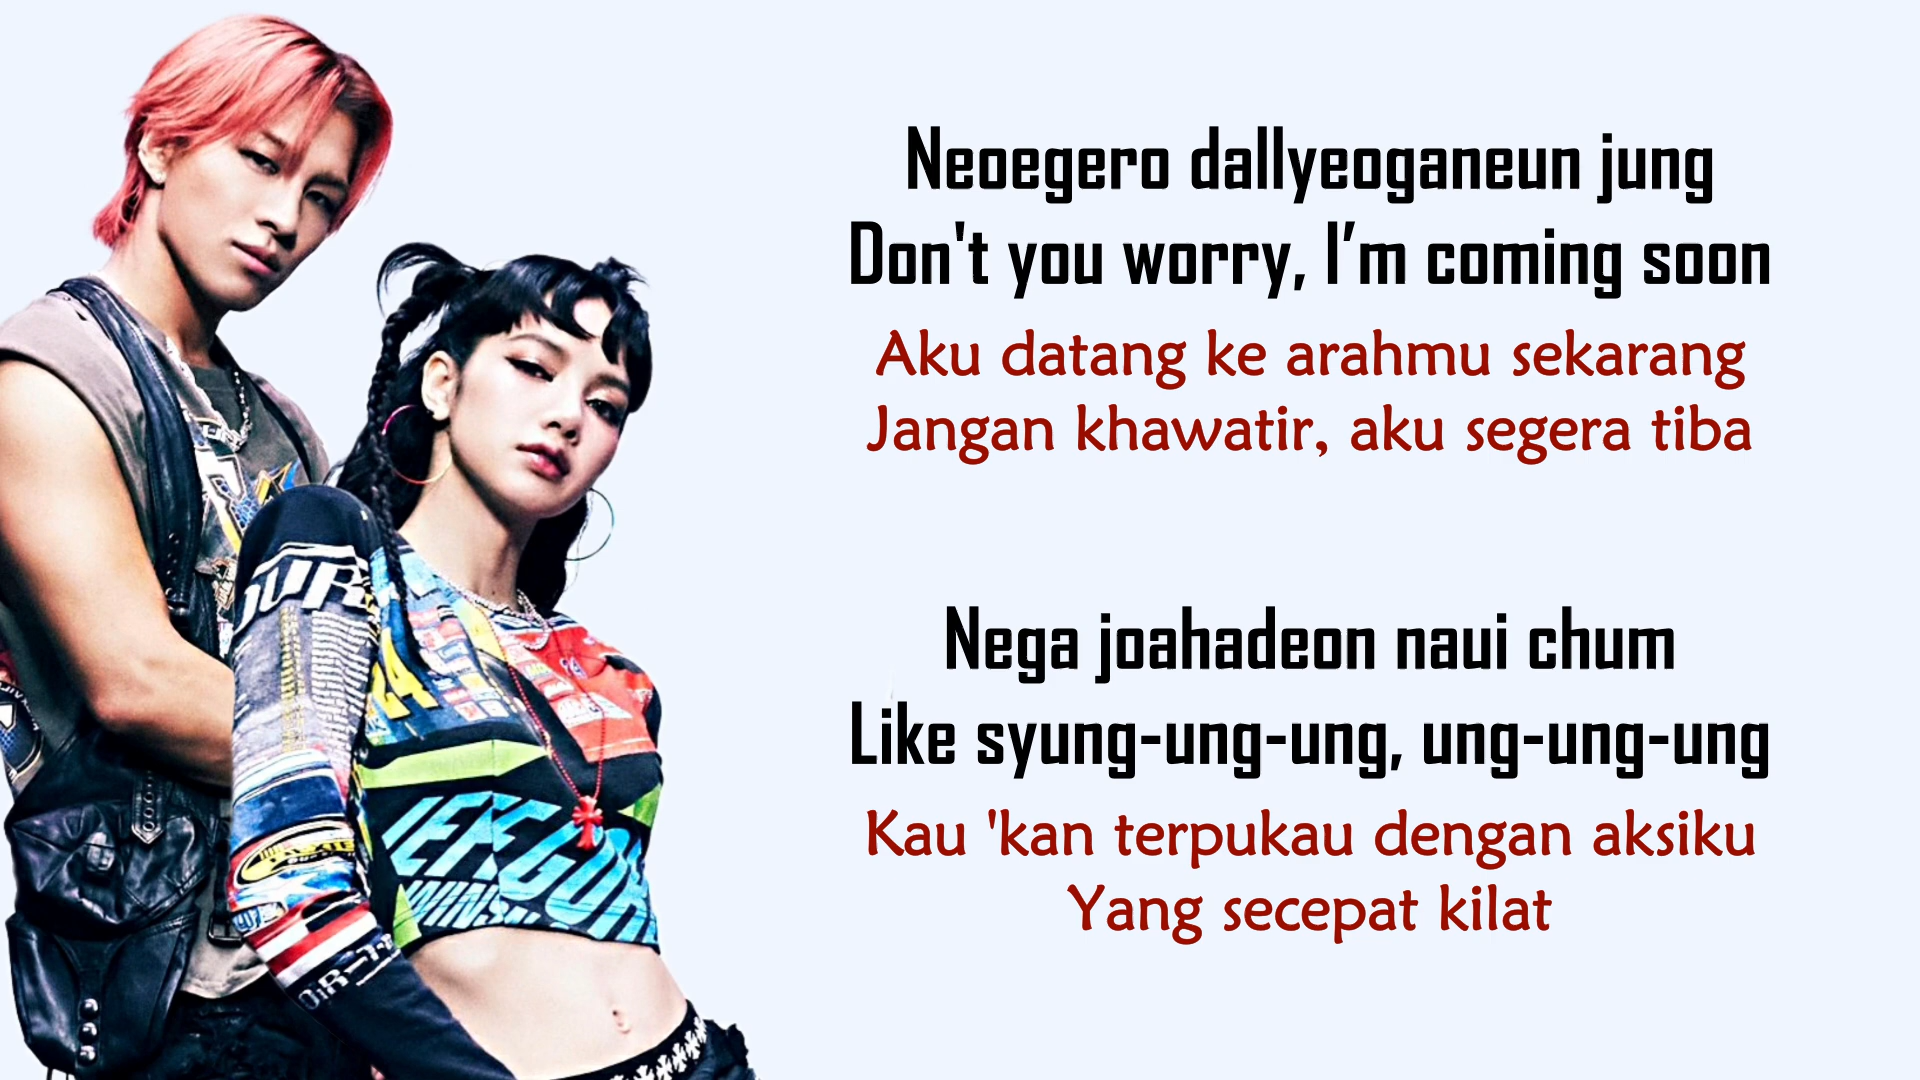 Neoegero dallyeoganeun jung
Don't you worry, I’m coming soon
Aku datang ke arahmu sekarang
Jangan khawatir, aku segera tiba
Nega joahadeon naui chum
Like syung-ung-ung, ung-ung-ung
Kau 'kan terpukau dengan aksiku
Yang secepat kilat